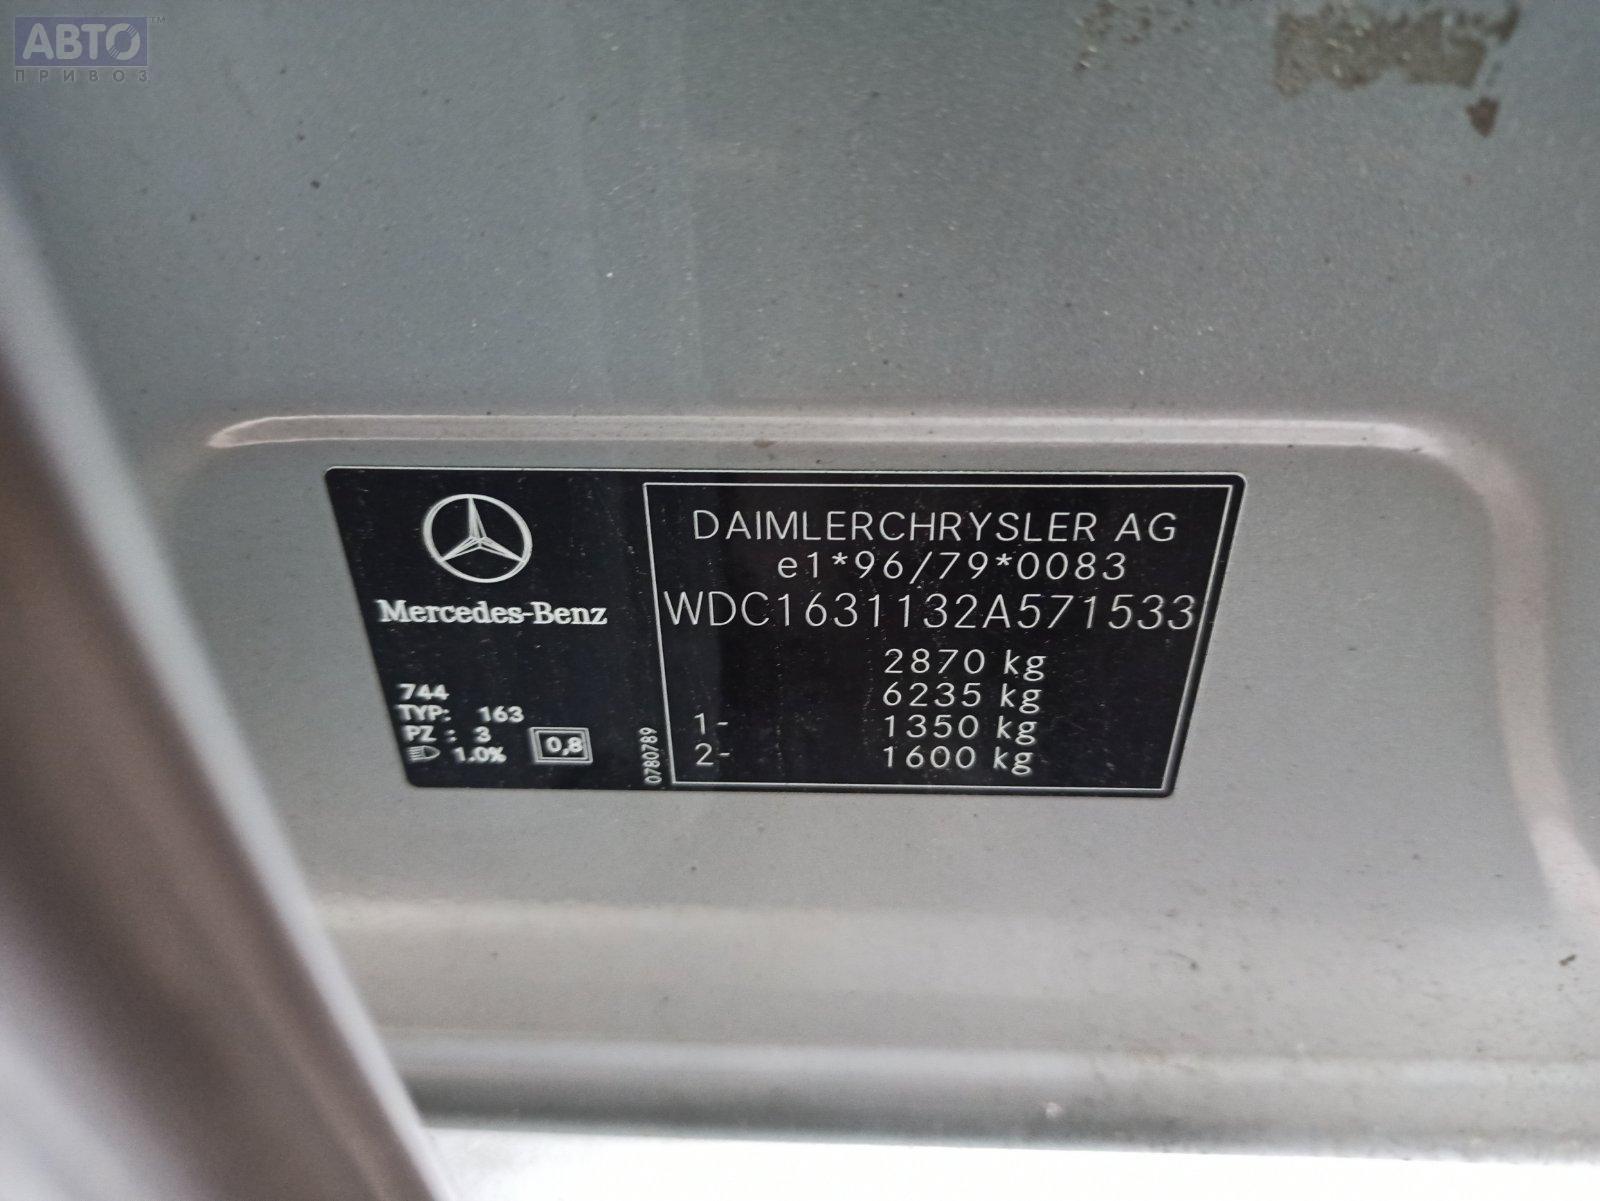 АВТО™
ПРИВОЗ
DAIMLERCHRYSLER AG
e1*96/79*0083
WDC1631132A571533
2870 kg
6235 kg
1- 1350 kg
2- 1600 kg
Mercedes-Benz
744
TYP: 163
PZ : 3
1.0%
0,8
0780789